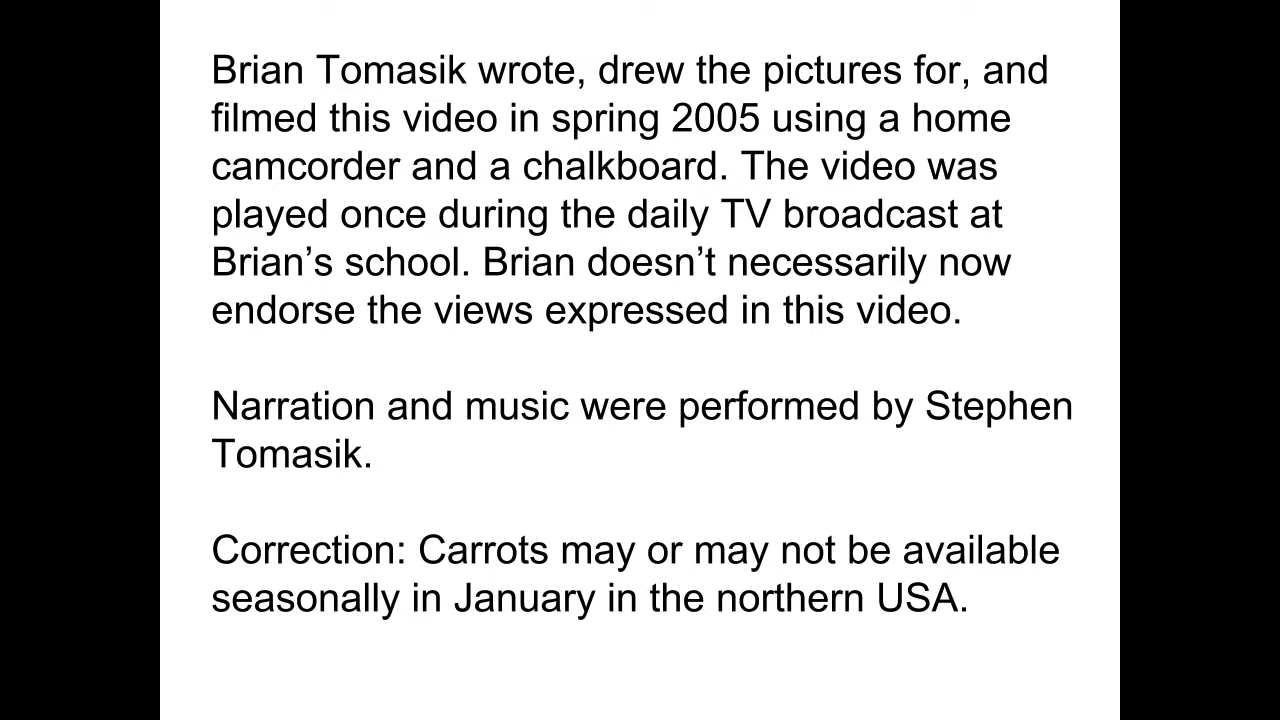 Brian Tomasik wrote, drew the pictures for, and
filmed this video in spring 2005 using a home
camcorder and a chalkboard. The video was
played once during the daily TV broadcast at
Brian’s school. Brian doesn’t necessarily now
endorse the views expressed in this video.
Narration and music were performed by Stephen
Tomasik.
Correction: Carrots may or may not be available
seasonally in January in the northern USA.